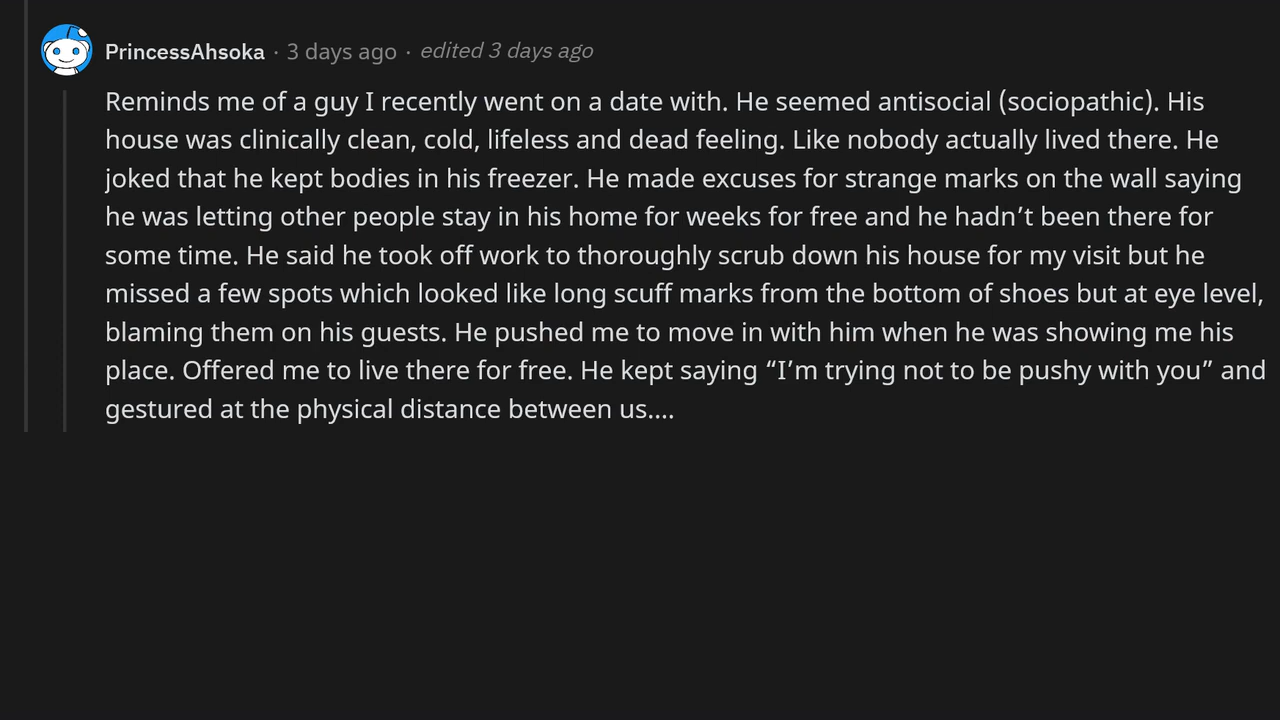 PrincessAhsoka · 3 days ago · edited 3 days ago
Reminds me of a guy I recently went on a date with. He seemed antisocial (sociopathic). His
house was clinically clean, cold, lifeless and dead feeling. Like nobody actually lived there. He
joked that he kept bodies in his freezer. He made excuses for strange marks on the wall saying
he was letting other people stay in his home for weeks for free and he hadn’t been there for
some time. He said he took off work to thoroughly scrub down his house for my visit but he
missed a few spots which looked like long scuff marks from the bottom of shoes but at eye level,
blaming them on his guests. He pushed me to move in with him when he was showing me his
place. Offered me to live there for free. He kept saying “I’m trying not to be pushy with you” and
gestured at the physical distance between us....